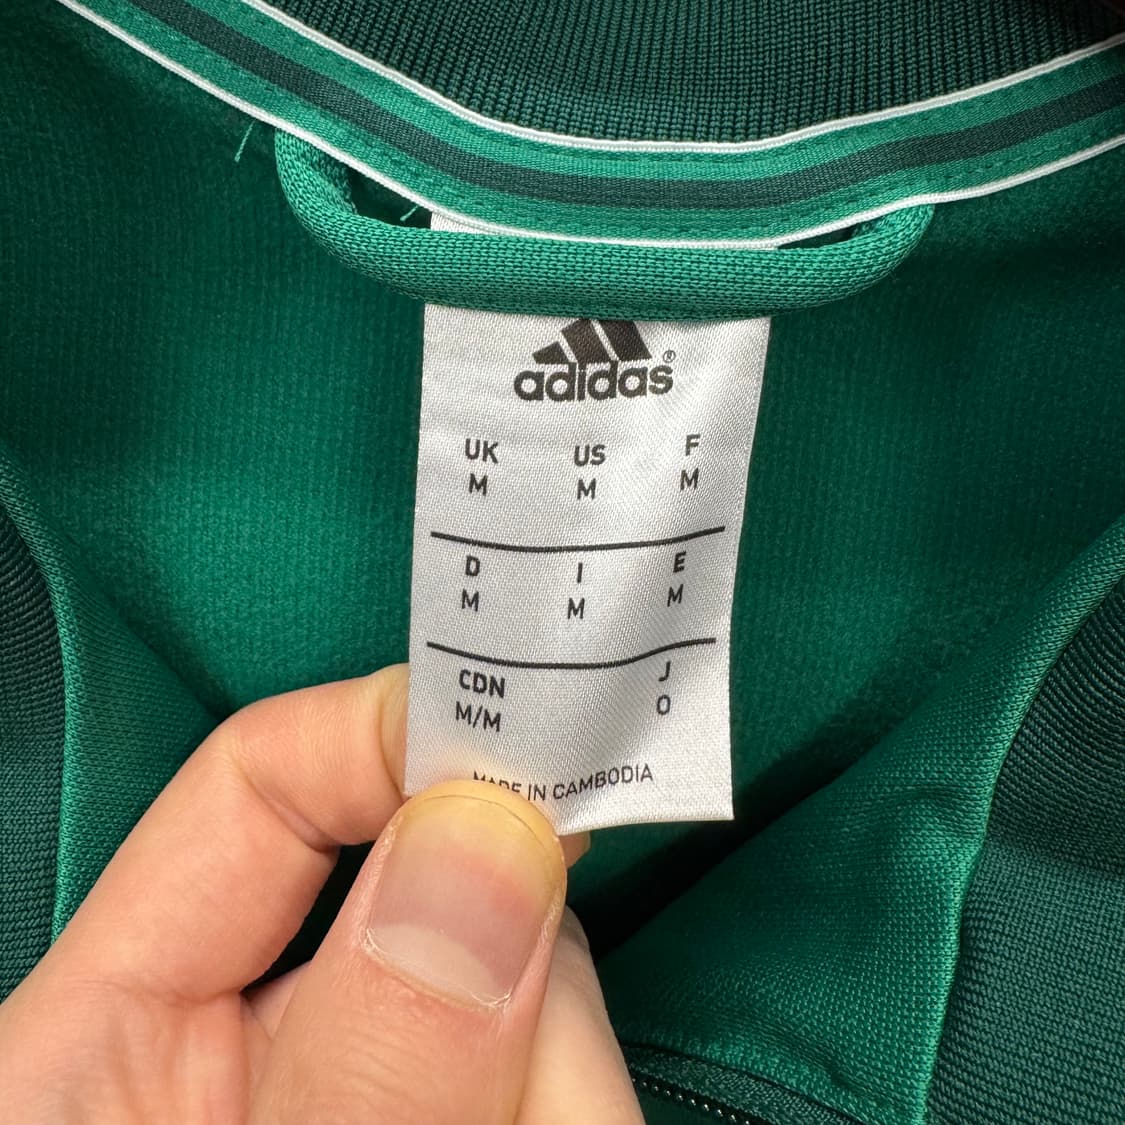 adidas®
UK US F
M M M
D I E
M M M
CDN J
M/M O
MADE IN CAMBODIA